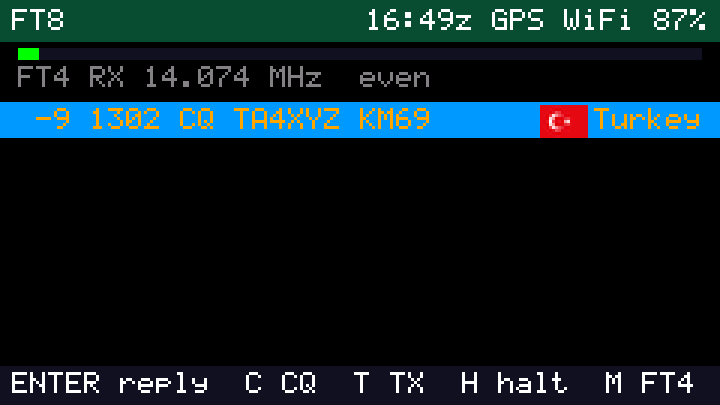 FT8 16:49z GPS WiFi 87%
FT4 RX 14.074 MHz even
-9 1302 CQ TA4XYZ KM69 Turkey
ENTER reply C CQ T TX H halt M FT4